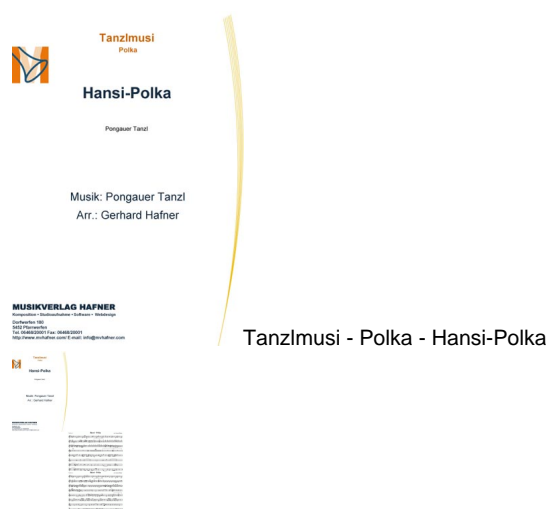 Tanzlmusi
Polka
Hansi-Polka
Pongauer Tanzl
Musik: Pongauer Tanzl
Arr.: Gerhard Hafner
MUSIKVERLAG HAFNER
Komposition • Studioaufnahme • Software • Webdesign
Dorfwerfen 190
5452 Pfarrwerfen
Tel. 06468/20001 Fax: 06468/20001
http://www.mvhafner.com/ E-mail: info@mvhafner.com
Tanzlmusi - Polka - Hansi-Polka
Tanzlmusi
Hansi-Polka
Musik: Pongauer Tanzl
Arr.: Gerhard Hafner
MUSIKVERLAG HAFNER